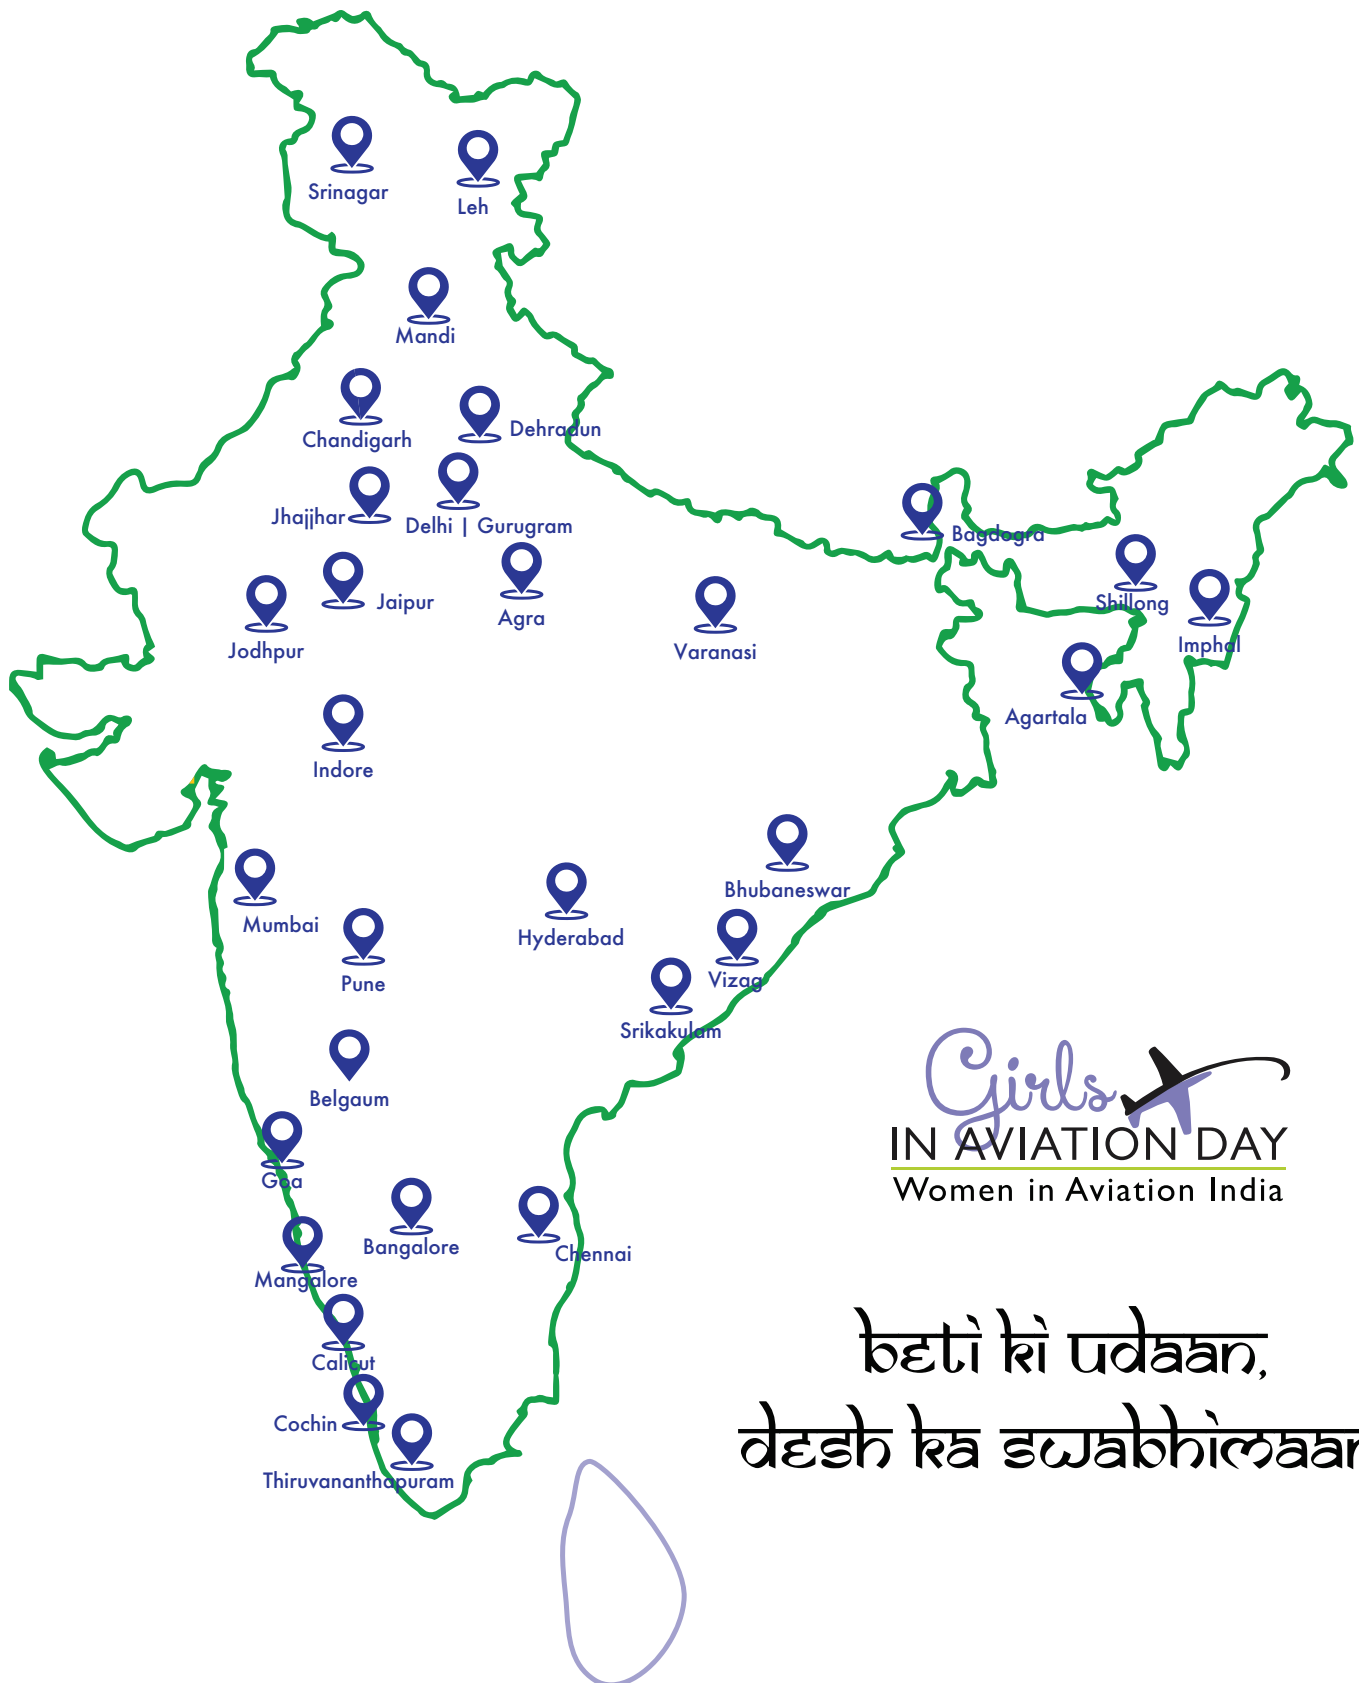 Srinagar
Leh
Mandi
Chandigarh
Dehradun
Jhajjhar
Delhi | Gurugram
Bagdogra
Jaipur
Agra
Shillong
Jodhpur
Varanasi
Imphal
Agartala
Indore
Bhubaneswar
Mumbai
Hyderabad
Pune
Vizag
Srikakulam
Belgaum
Girls
IN AVIATION DAY
Women in Aviation India
Goa
Bangalore
Chennai
Mangalore
Calicut
Cochin
Thiruvananthapuram
beti ki udaan,
desh ka swabhimaan